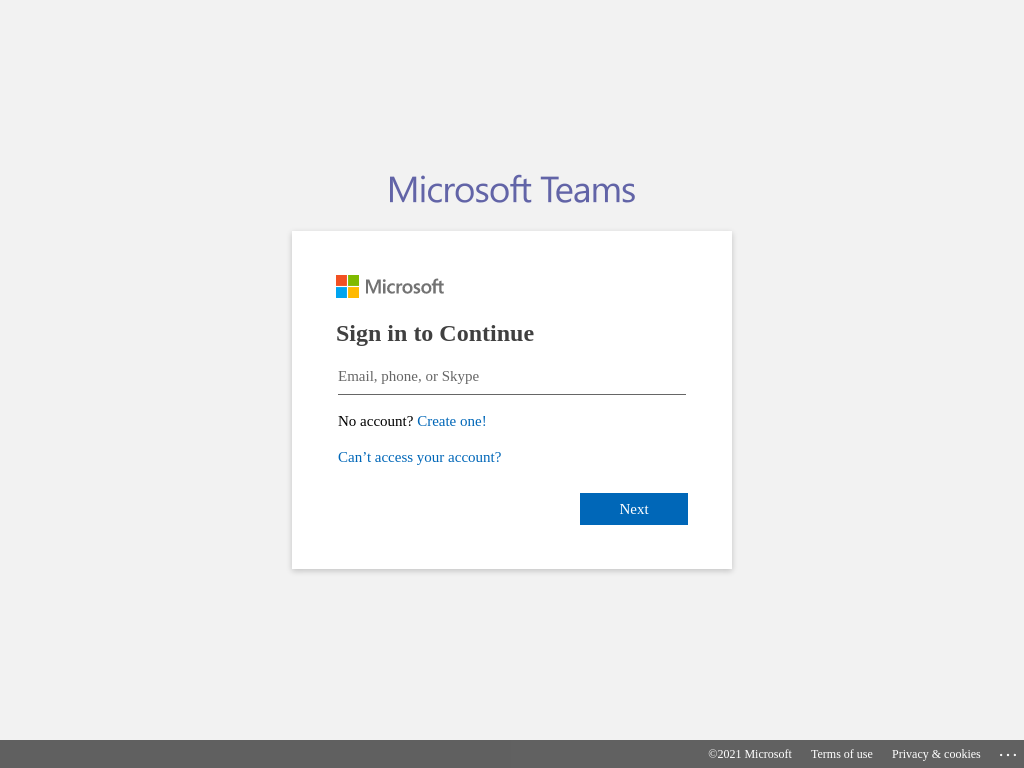 Microsoft Teams
Microsoft
Sign in to Continue
Email, phone, or Skype
No account? Create one!
Can’t access your account?
Next
©2021 Microsoft Terms of use Privacy & cookies ...